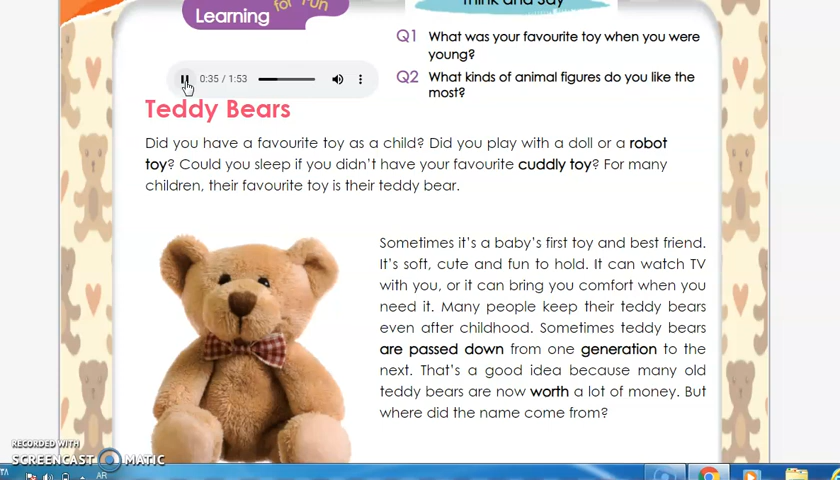 for Fun
Learning
Think and Say
Q1 What was your favourite toy when you were
young?
0:35 / 1:53
Q2 What kinds of animal figures do you like the
most?
Teddy Bears
Did you have a favourite toy as a child? Did you play with a doll or a robot
toy? Could you sleep if you didn't have your favourite cuddly toy? For many
children, their favourite toy is their teddy bear.
Sometimes it's a baby's first toy and best friend.
It's soft, cute and fun to hold. It can watch TV
with you, or it can bring you comfort when you
need it. Many people keep their teddy bears
even after childhood. Sometimes teddy bears
are passed down from one generation to the
next. That's a good idea because many old
teddy bears are now worth a lot of money. But
where did the name come from?
RECORDED WITH
SCREENCAST MATIC
AR